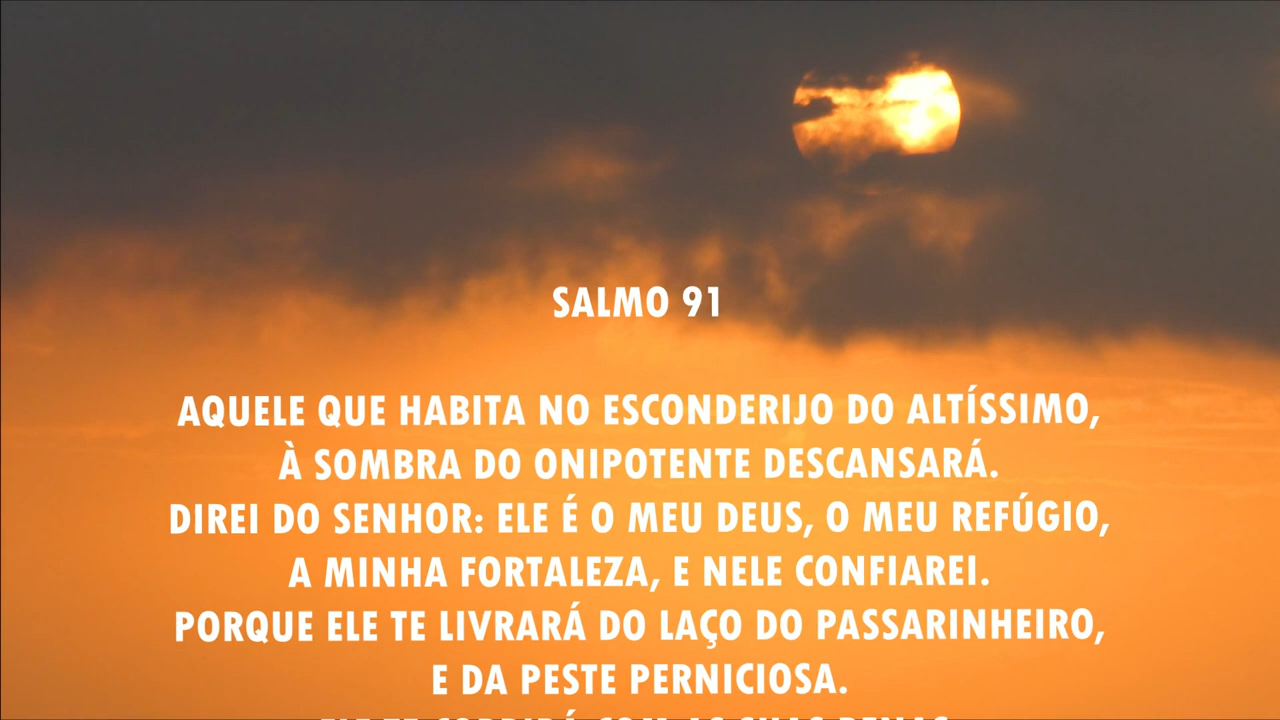 SALMO 91
AQUELE QUE HABITA NO ESCONDERIJO DO ALTÍSSIMO,
À SOMBRA DO ONIPOTENTE DESCANSARÁ.
DIREI DO SENHOR: ELE É O MEU DEUS, O MEU REFÚGIO,
A MINHA FORTALEZA, E NELE CONFIAREI.
PORQUE ELE TE LIVRARÁ DO LAÇO DO PASSARINHEIRO,
E DA PESTE PERNICIOSA.